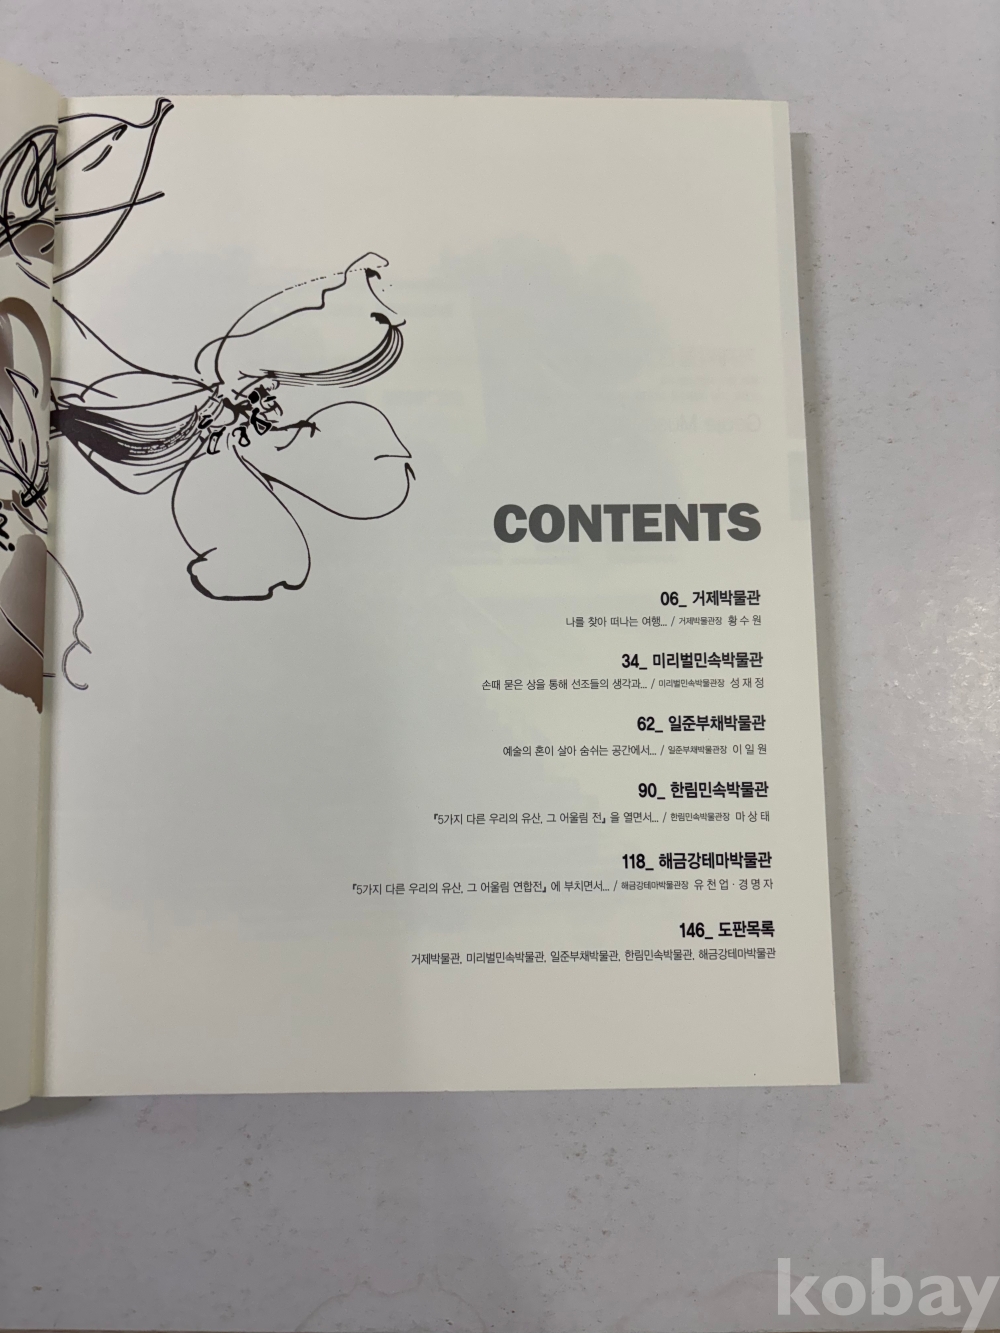 CONTENTS
06_ 거제박물관
나를 찾아 떠나는 여행... / 거제박물관장 황 수 원
34_ 미리벌민속박물관
손때 묻은 상을 통해 선조들의 생각과... / 미리벌민속박물관장 성 재 정
62_ 일준부채박물관
예술의 혼이 살아 숨쉬는 공간에서... / 일준부채박물관장 이 일 원
90_ 한림민속박물관
『5가지 다른 우리의 유산, 그 어울림 전』을 열면서... / 한림민속박물관장 마 상 태
118_ 해금강테마박물관
『5가지 다른 우리의 유산, 그 어울림 연합전』에 부치면서... / 해금강테마박물관장 유 천 업 · 경 명 자
146_ 도판목록
거제박물관, 미리벌민속박물관, 일준부채박물관, 한림민속박물관, 해금강테마박물관
kobay